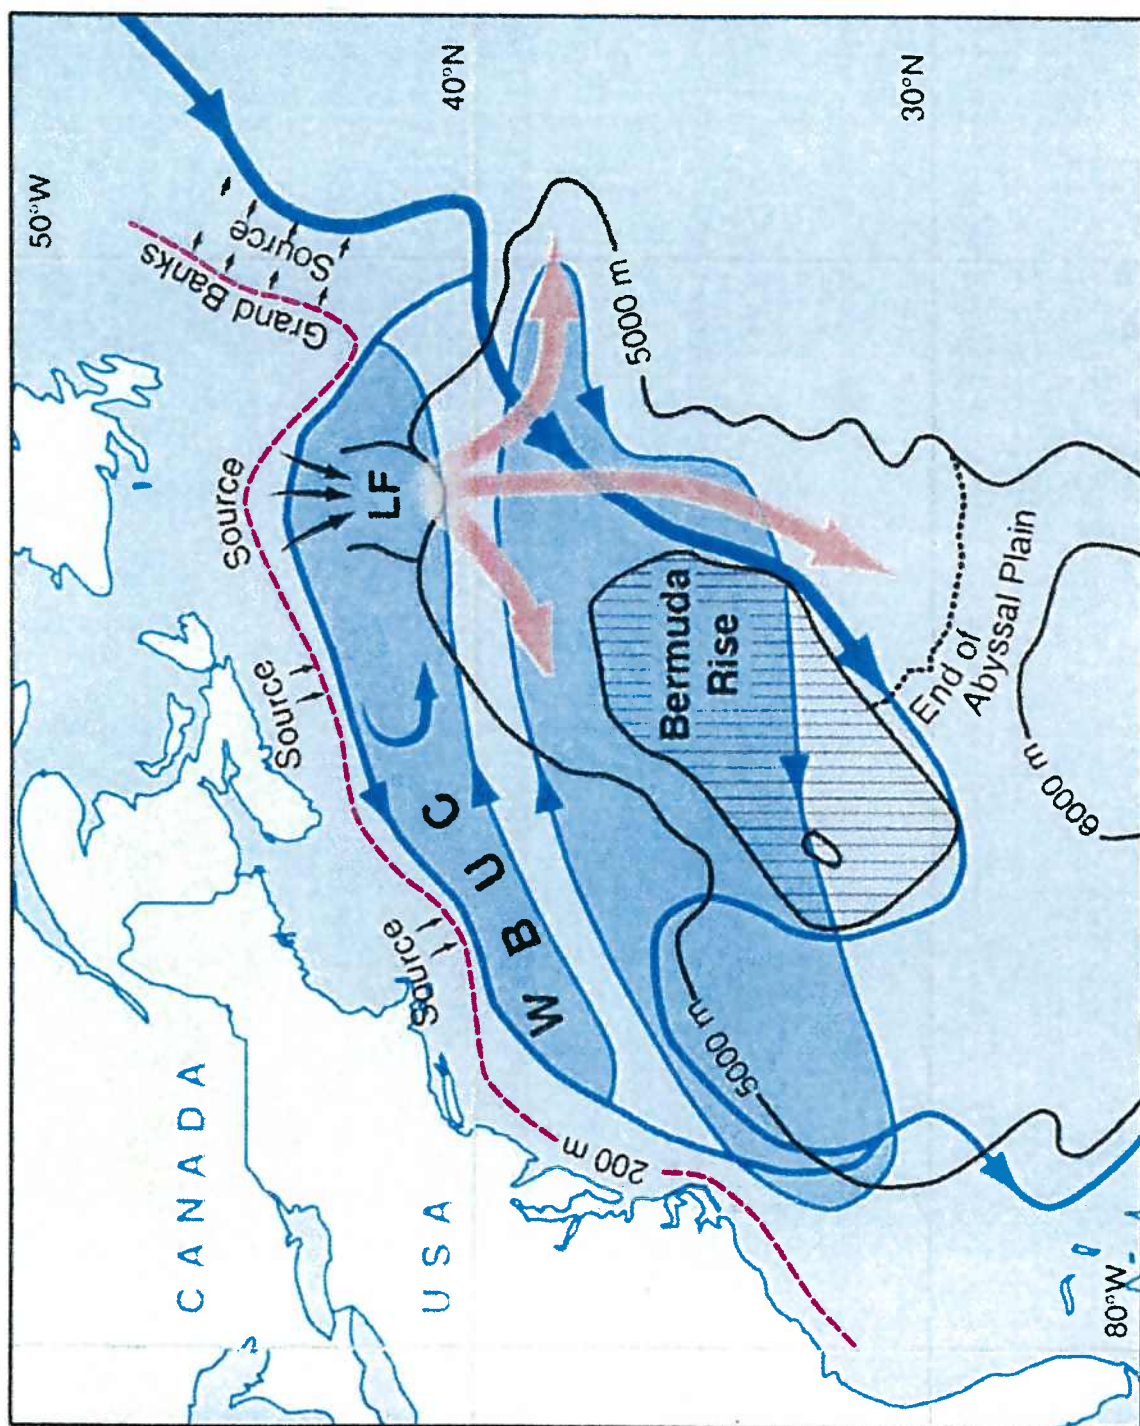 50°W
40°N
30°N
80°W
CANADA
USA
Grand Banks
Source
Source
Source
Source
200 m
LF
W B U C
Bermuda
Rise
5000 m
5000 m
6000 m
End of
Abyssal Plain